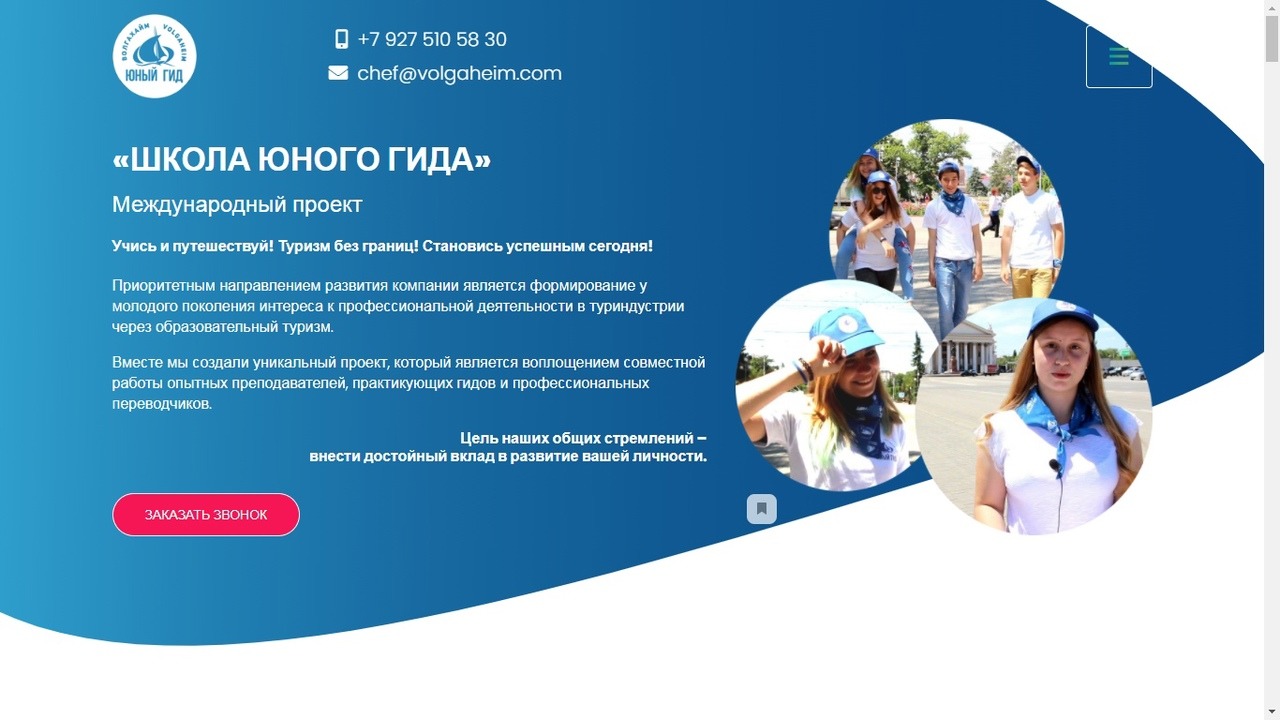 ВОЛГАХАЙМ VOLGAHEIM
ЮНЫЙ ГИД
+7 927 510 58 30
chef@volgaheim.com
«ШКОЛА ЮНОГО ГИДА»
Международный проект
Учись и путешествуй! Туризм без границ! Становись успешным сегодня!
Приоритетным направлением развития компании является формирование у
молодого поколения интереса к профессиональной деятельности в туриндустрии
через образовательный туризм.
Вместе мы создали уникальный проект, который является воплощением совместной
работы опытных преподавателей, практикующих гидов и профессиональных
переводчиков.
Цель наших общих стремлений –
внести достойный вклад в развитие вашей личности.
ЗАКАЗАТЬ ЗВОНОК